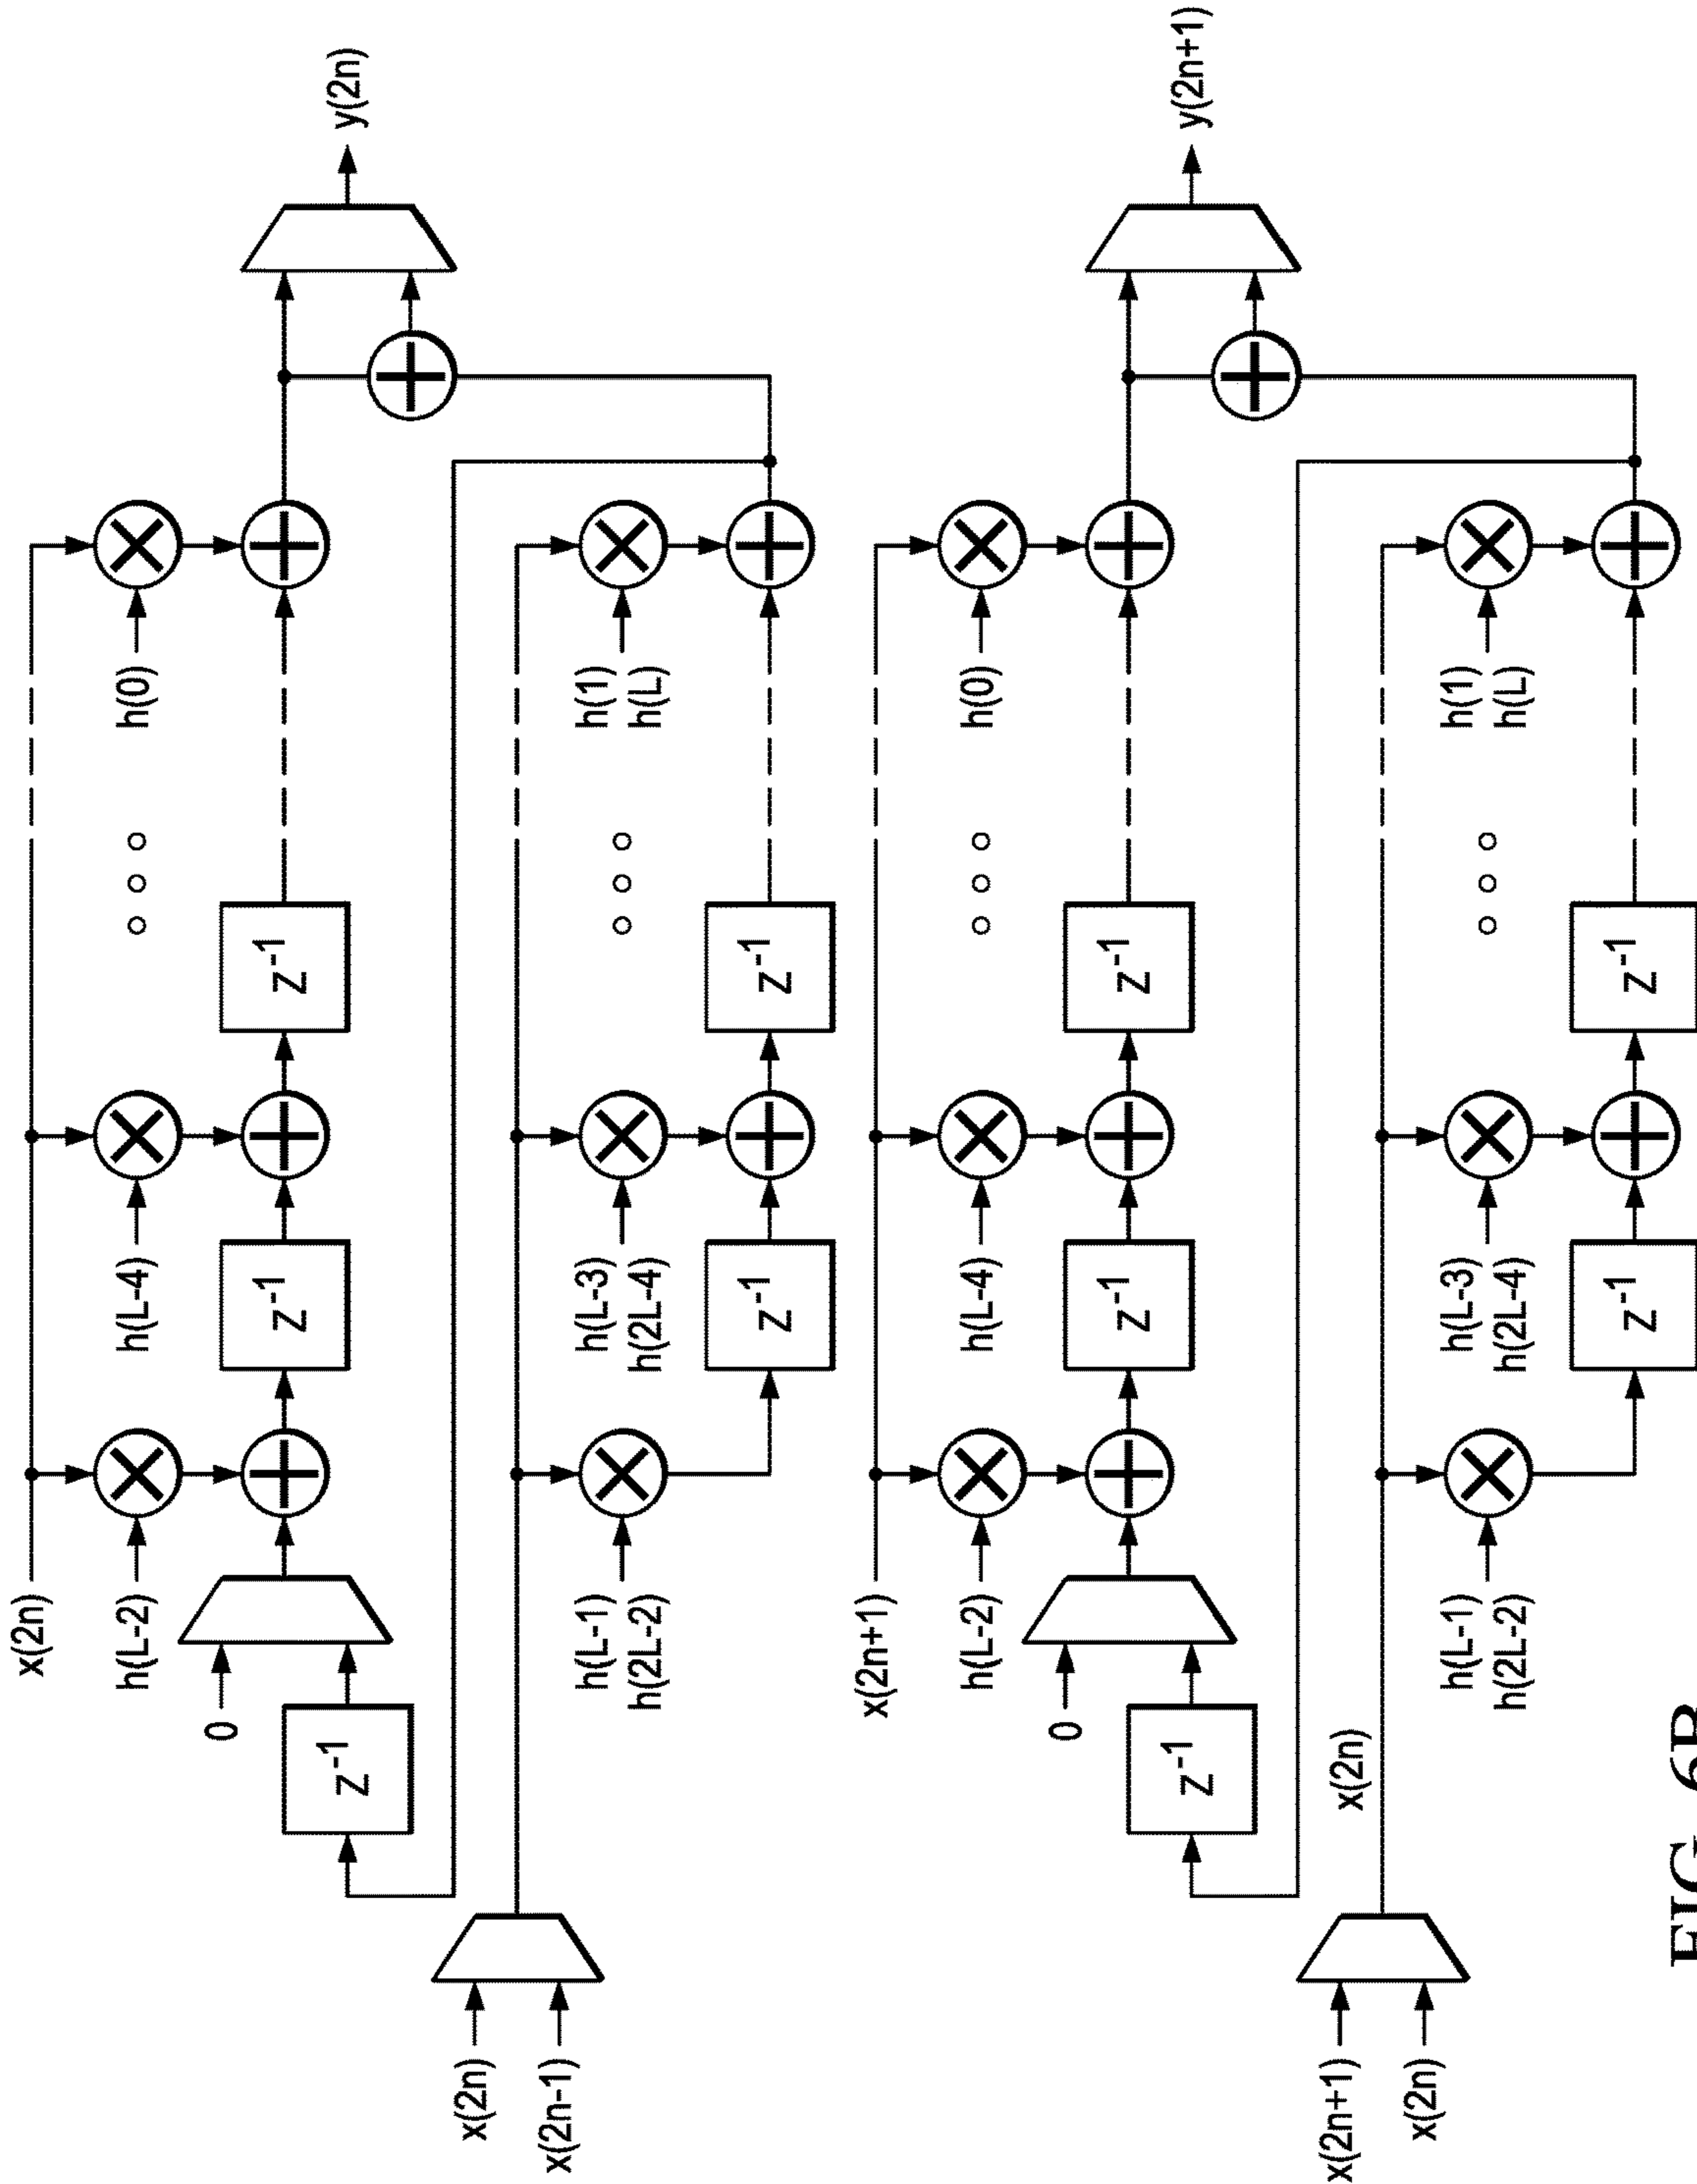 x(2n)
h(L-2)
h(L-4)
h(0)
0
z-1
z-1
z-1
y(2n)
x(2n)
x(2n-1)
h(L-1)
h(2L-2)
h(L-3)
h(2L-4)
h(1)
h(L)
z-1
z-1
x(2n+1)
h(L-2)
h(L-4)
h(0)
0
z-1
z-1
z-1
y(2n+1)
x(2n+1)
x(2n)
x(2n)
h(L-1)
h(2L-2)
h(L-3)
h(2L-4)
h(1)
h(L)
z-1
z-1
FIG. 6B